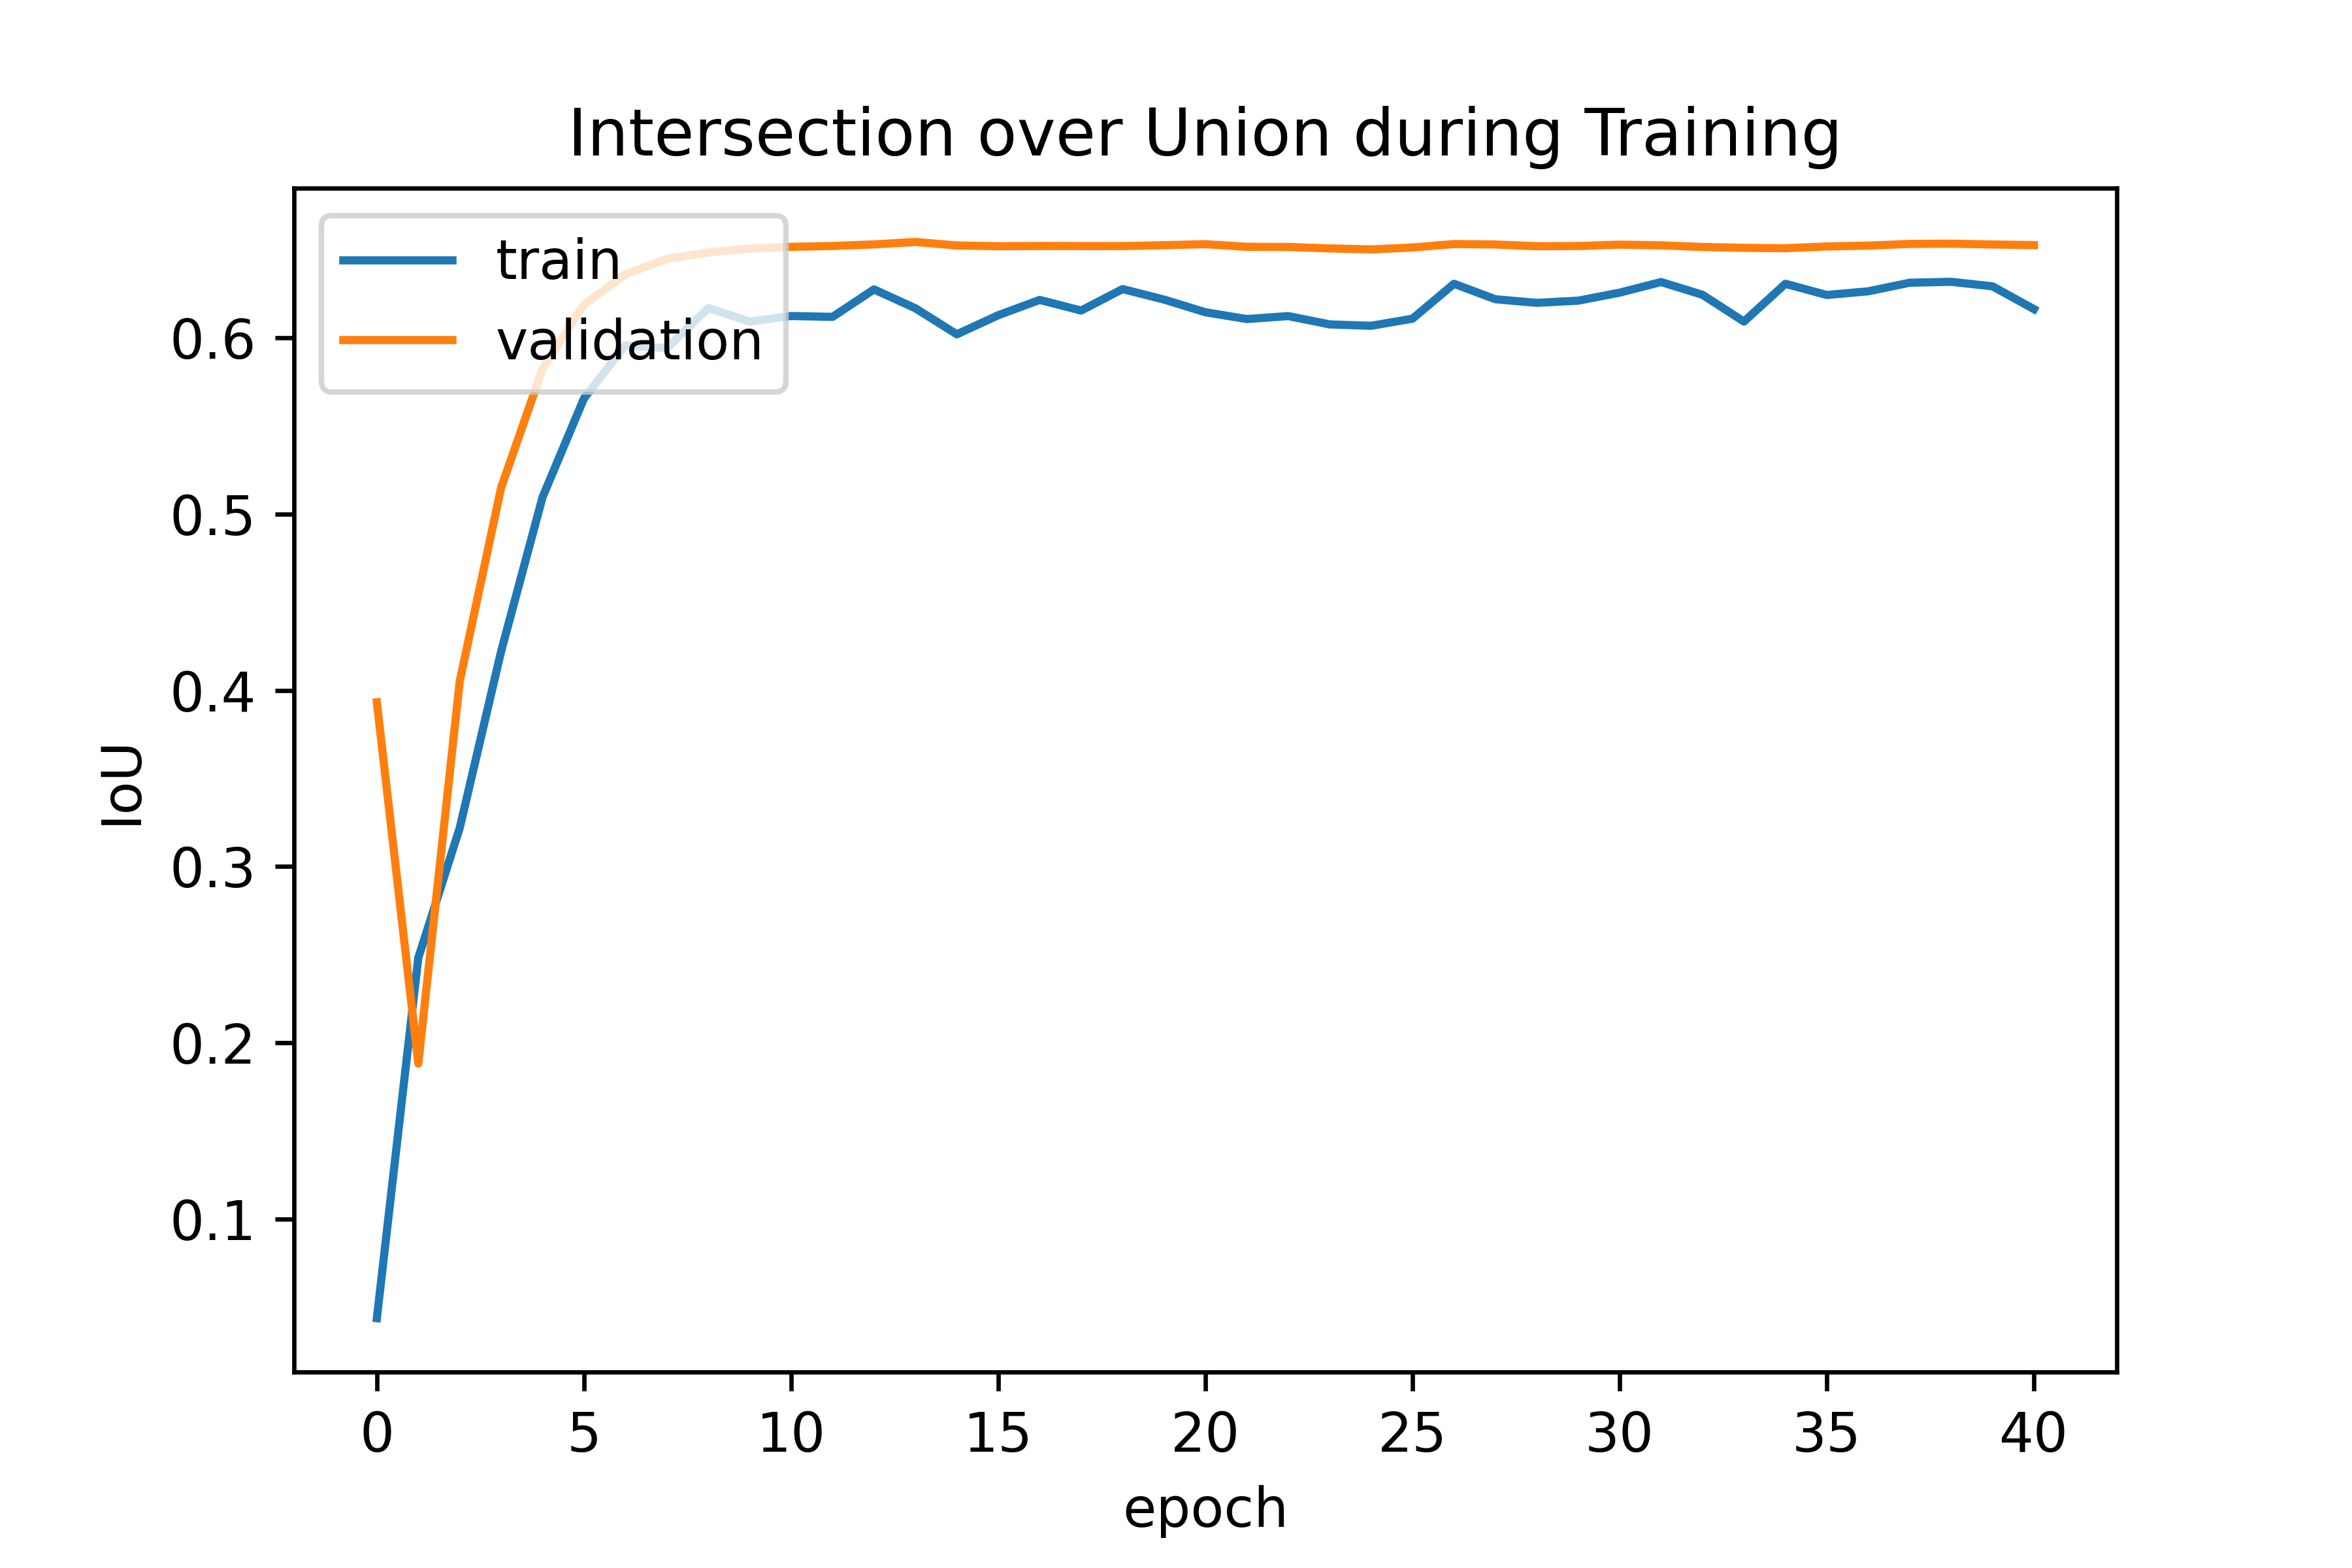 Intersection over Union during Training
train
validation
IoU
0.6
0.5
0.4
0.3
0.2
0.1
0 5 10 15 20 25 30 35 40
epoch